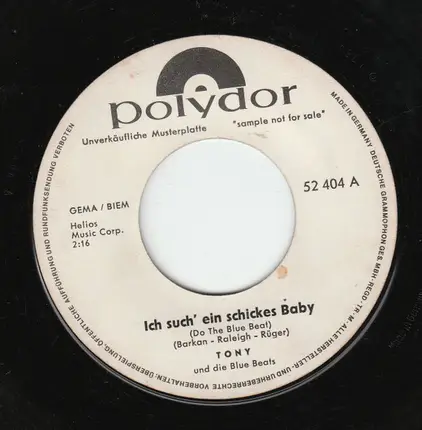 polydor
Unverkäufliche Musterplatte "sample not for sale"
52 404 A
GEMA / BIEM
Helios
Music Corp.
2:16
Ich such' ein schickes Baby
(Do The Blue Beat)
(Barkan - Raleigh - Rüger)
TONY
und die Blue Beats
MADE IN GERMANY DEUTSCHE GRAMMOPHON GES·MBH·REGD·TR·M·ALLE HERSTELLER- UND URHEBERRECHTE VORBEHALTEN·ÜBERSPIELUNG, ÖFFENTLICHE AUFFÜHRUNG UND RUNDFUNKSENDUNG VERBOTEN